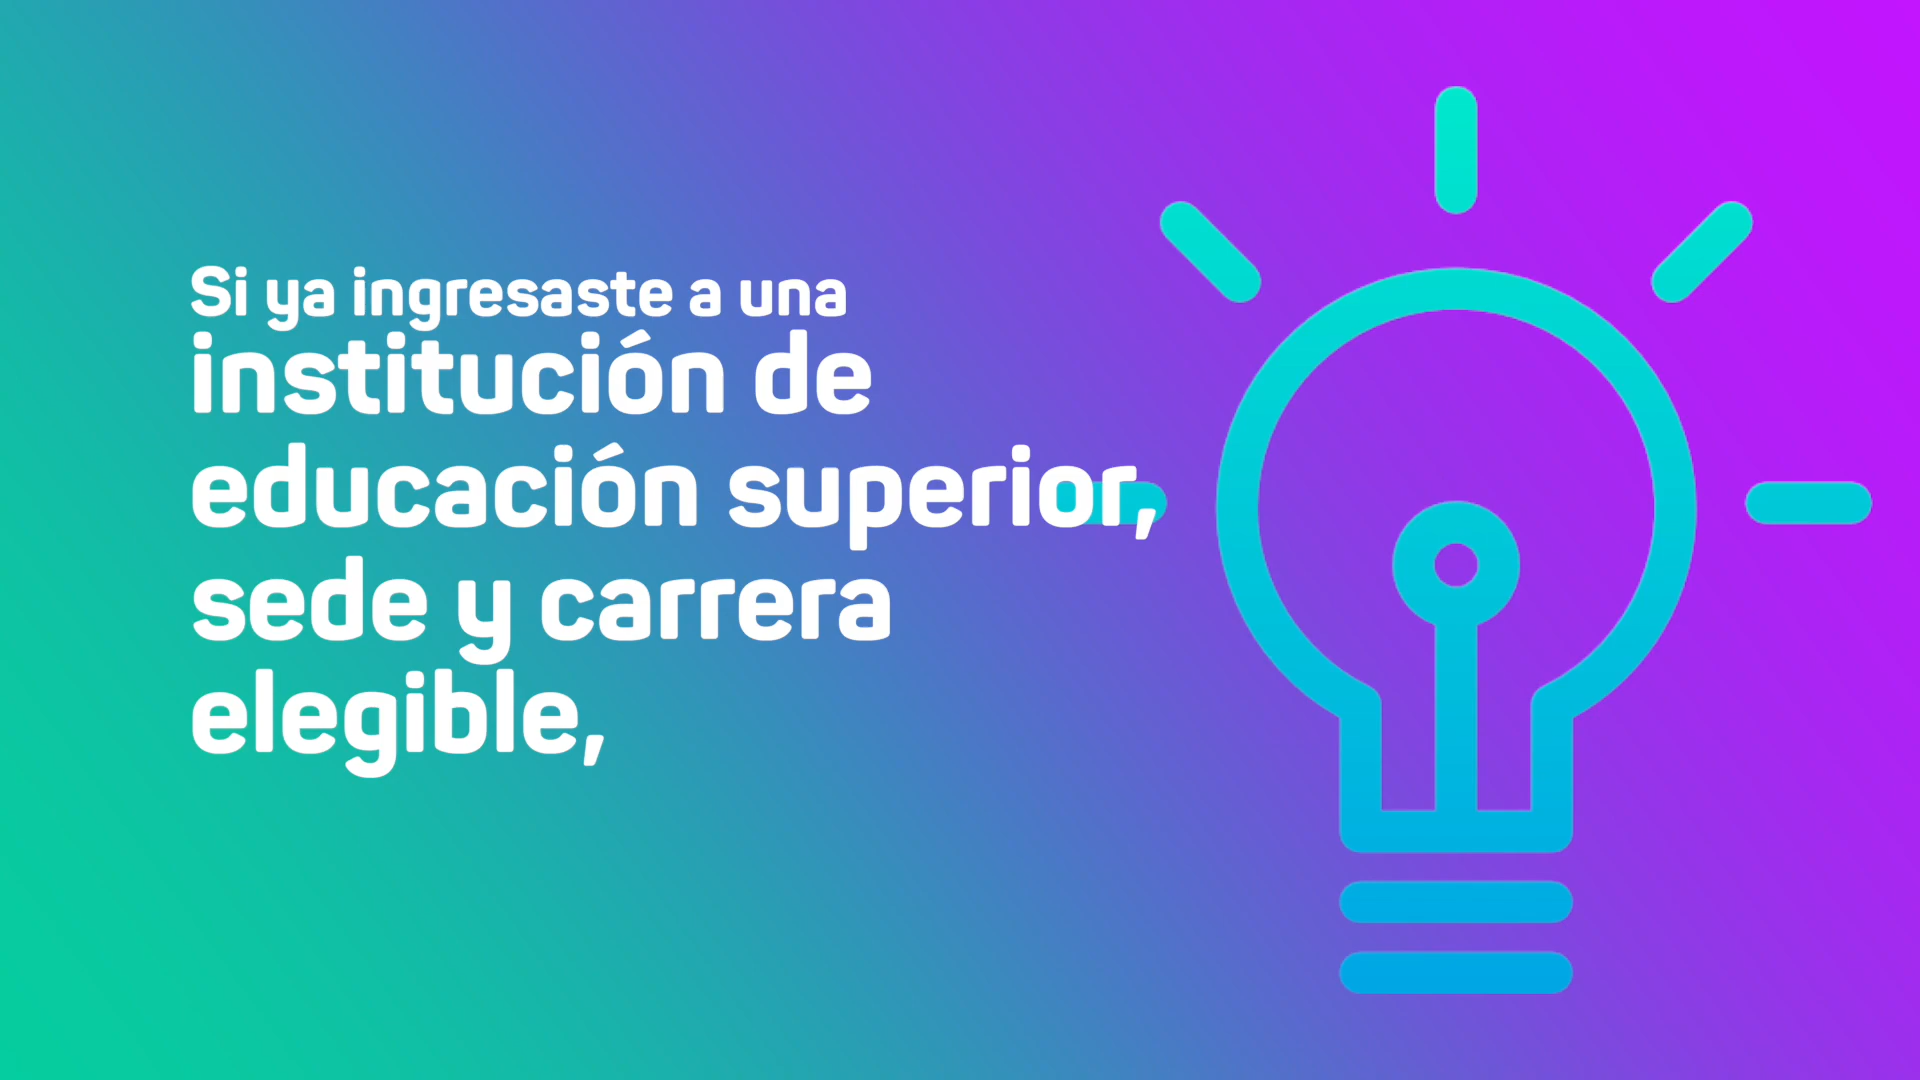 Si ya ingresaste a una
institución de
educación superior,
sede y carrera
elegible,